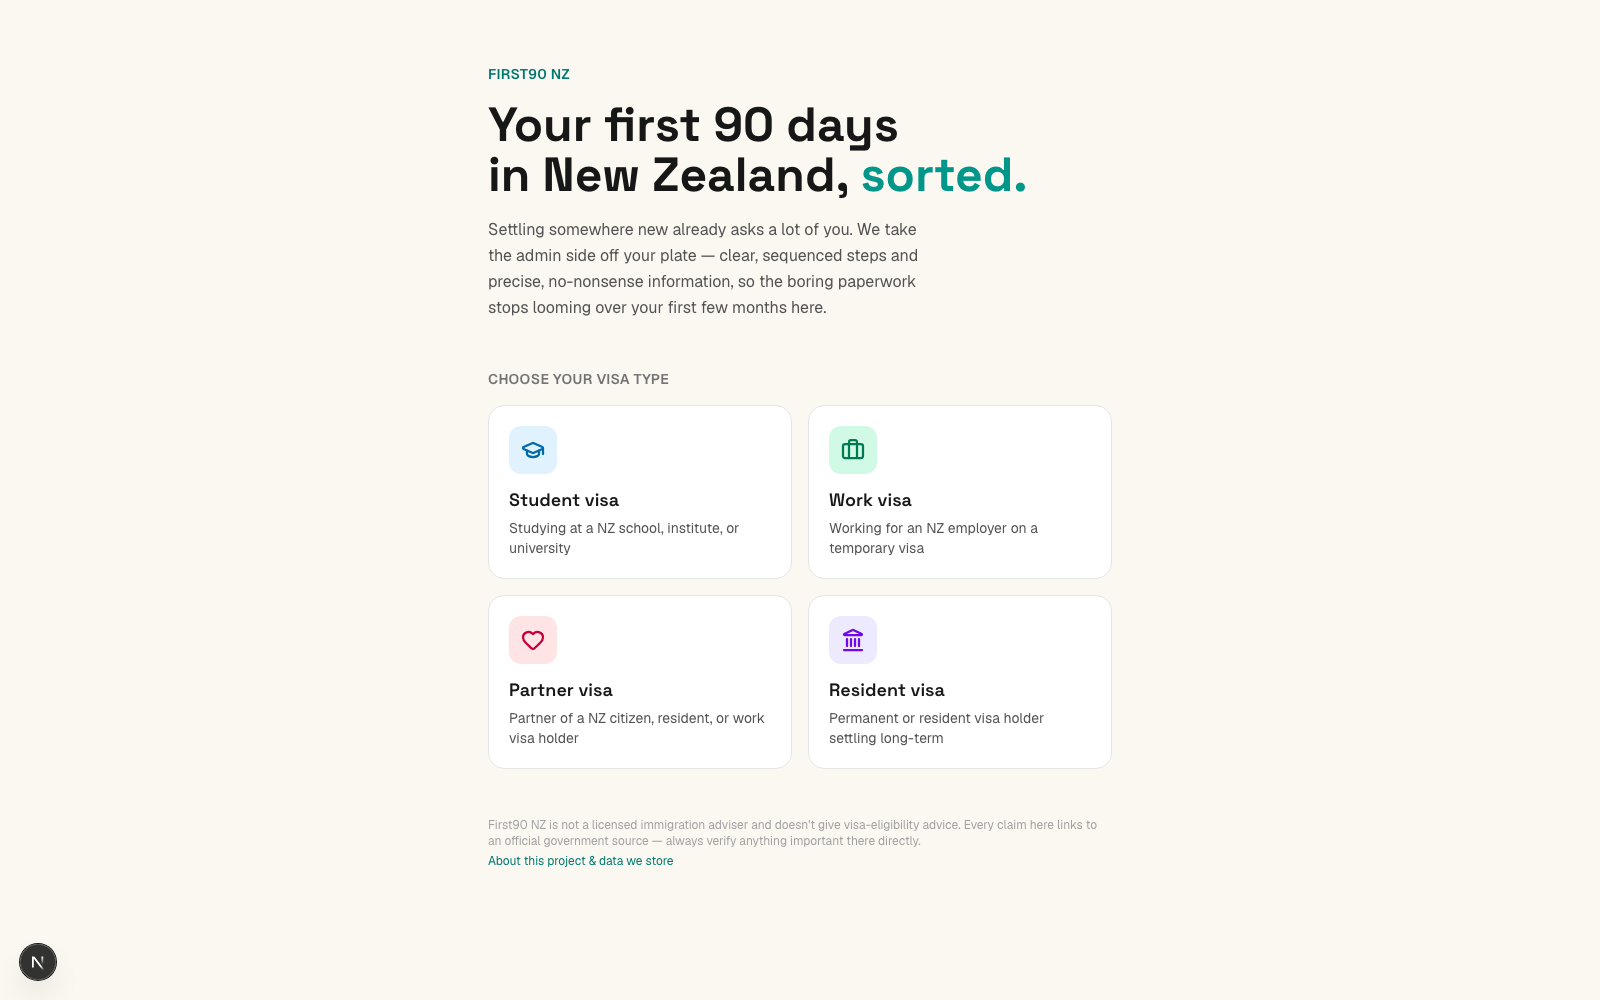 FIRST90 NZ
Your first 90 days
in New Zealand, sorted.
Settling somewhere new already asks a lot of you. We take
the admin side off your plate — clear, sequenced steps and
precise, no-nonsense information, so the boring paperwork
stops looming over your first few months here.
CHOOSE YOUR VISA TYPE
Student visa
Studying at a NZ school, institute, or
university
Work visa
Working for an NZ employer on a
temporary visa
Partner visa
Partner of a NZ citizen, resident, or work
visa holder
Resident visa
Permanent or resident visa holder
settling long-term
First90 NZ is not a licensed immigration adviser and doesn't give visa-eligibility advice. Every claim here links to
an official government source — always verify anything important there directly.
About this project & data we store
N